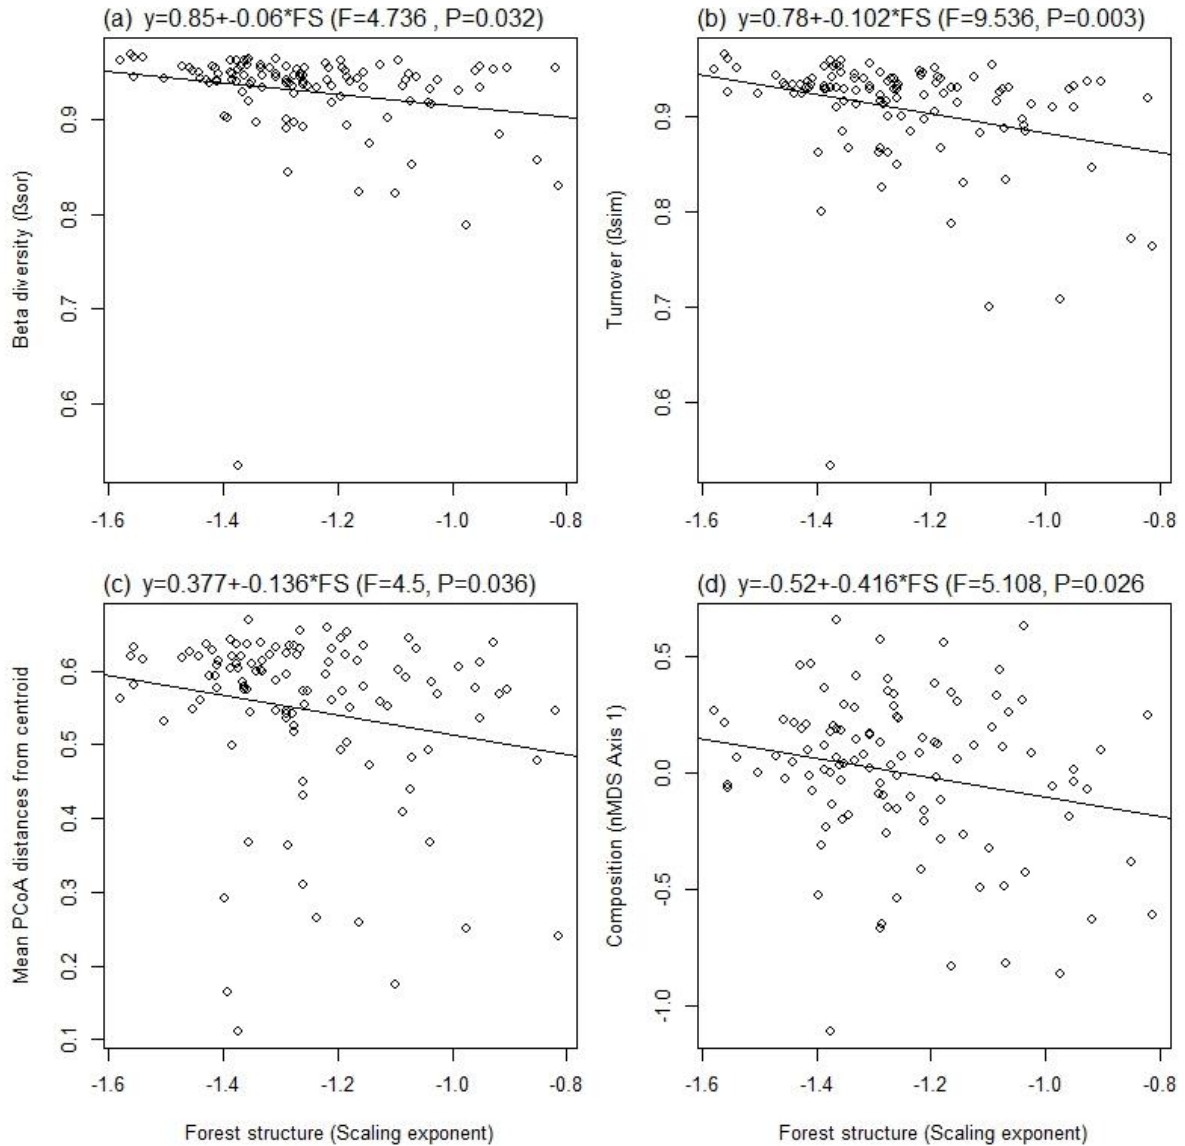 (a) y=0.85+-0.06*FS (F=4.736 , P=0.032)
Beta diversity (ßsor)
0.9
0.8
0.7
0.6
-1.6 -1.4 -1.2 -1.0 -0.8
(b) y=0.78+-0.102*FS (F=9.536, P=0.003)
Turnover (ßsim)
0.9
0.8
0.7
0.6
-1.6 -1.4 -1.2 -1.0 -0.8
(c) y=0.377+-0.136*FS (F=4.5, P=0.036)
Mean PCoA distances from centroid
0.6
0.5
0.4
0.3
0.2
0.1
-1.6 -1.4 -1.2 -1.0 -0.8
Forest structure (Scaling exponent)
(d) y=-0.52+-0.416*FS (F=5.108, P=0.026
Composition (nMDS Axis 1)
0.5
0.0
-0.5
-1.0
-1.6 -1.4 -1.2 -1.0 -0.8
Forest structure (Scaling exponent)